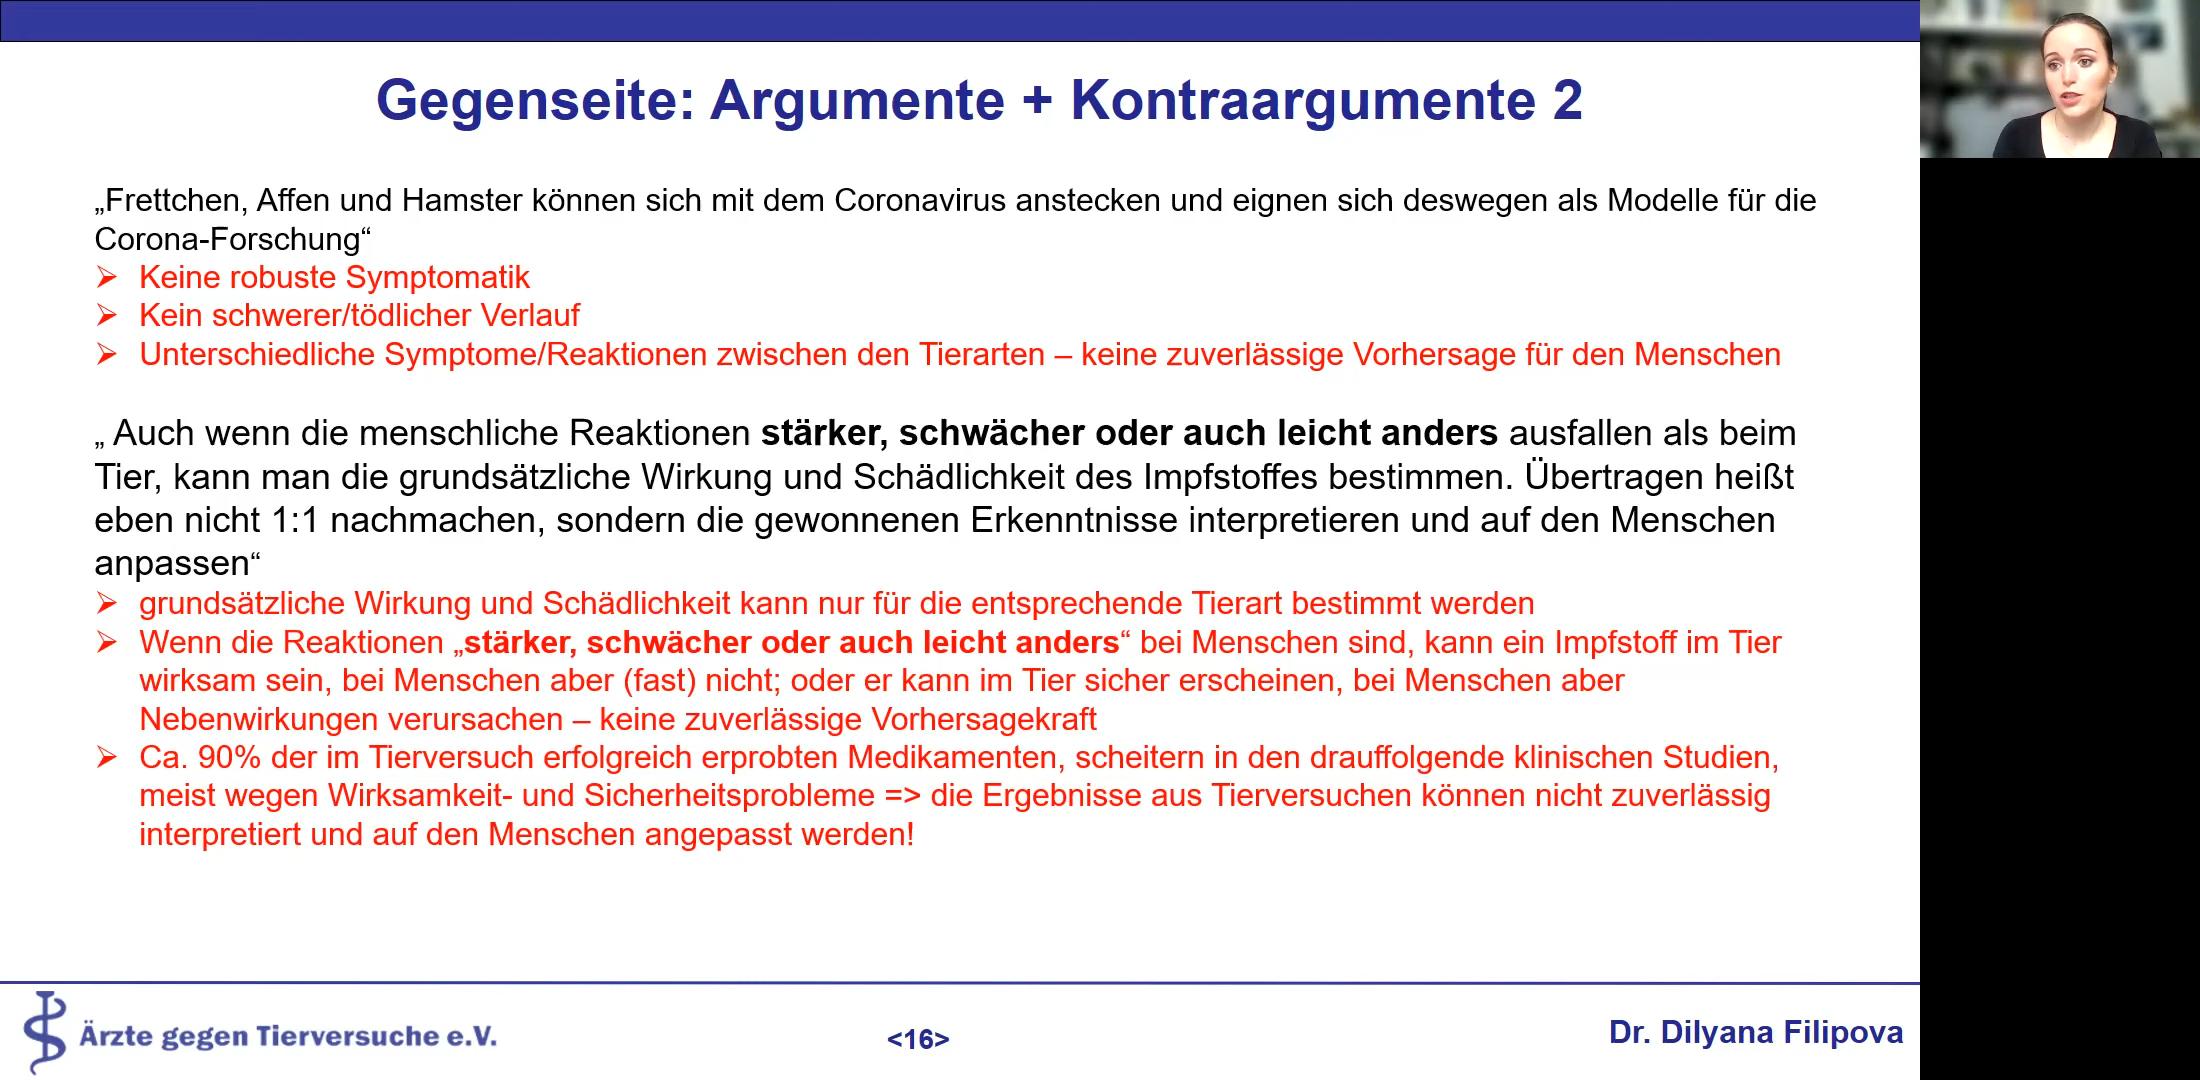 Gegenseite: Argumente + Kontraargumente 2
„Frettchen, Affen und Hamster können sich mit dem Coronavirus anstecken und eignen sich deswegen als Modelle für die
Corona-Forschung“
➢ Keine robuste Symptomatik
➢ Kein schwerer/tödlicher Verlauf
➢ Unterschiedliche Symptome/Reaktionen zwischen den Tierarten – keine zuverlässige Vorhersage für den Menschen
„ Auch wenn die menschliche Reaktionen stärker, schwächer oder auch leicht anders ausfallen als beim
Tier, kann man die grundsätzliche Wirkung und Schädlichkeit des Impfstoffes bestimmen. Übertragen heißt
eben nicht 1:1 nachmachen, sondern die gewonnenen Erkenntnisse interpretieren und auf den Menschen
anpassen“
➢ grundsätzliche Wirkung und Schädlichkeit kann nur für die entsprechende Tierart bestimmt werden
➢ Wenn die Reaktionen „stärker, schwächer oder auch leicht anders“ bei Menschen sind, kann ein Impfstoff im Tier
wirksam sein, bei Menschen aber (fast) nicht; oder er kann im Tier sicher erscheinen, bei Menschen aber
Nebenwirkungen verursachen – keine zuverlässige Vorhersagekraft
➢ Ca. 90% der im Tierversuch erfolgreich erprobten Medikamenten, scheitern in den drauffolgende klinischen Studien,
meist wegen Wirksamkeit- und Sicherheitsprobleme => die Ergebnisse aus Tierversuchen können nicht zuverlässig
interpretiert und auf den Menschen angepasst werden!
Ärzte gegen Tierversuche e.V.
<16>
Dr. Dilyana Filipova